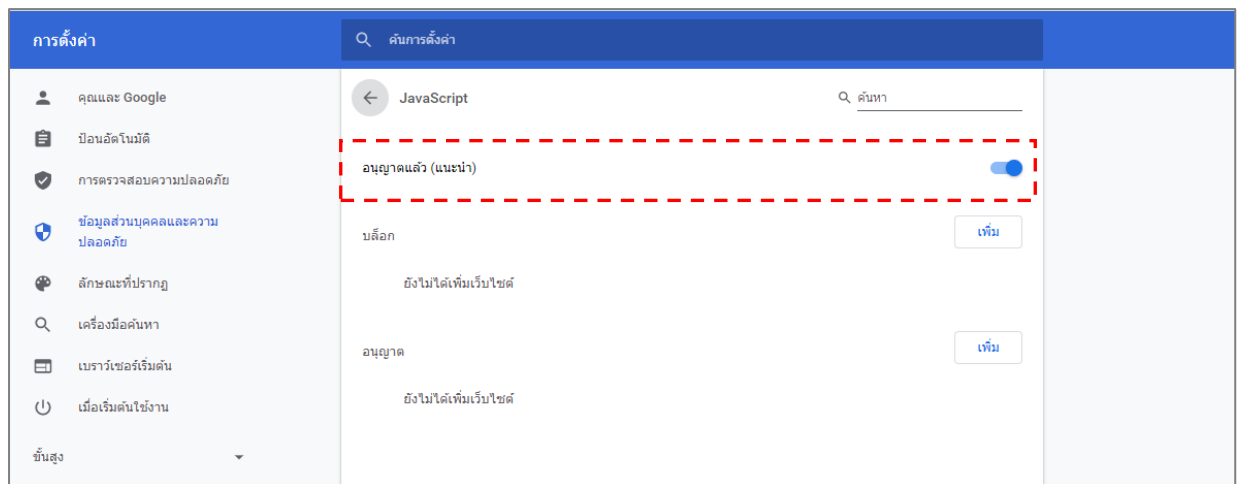 การตั้งค่า
ค้นการตั้งค่า
คุณและ Google
ป้อนอัตโนมัติ
การตรวจสอบความปลอดภัย
ข้อมูลส่วนบุคคลและความ
ปลอดภัย
ลักษณะที่ปรากฏ
เครื่องมือค้นหา
เบราว์เซอร์เริ่มต้น
เมื่อเริ่มต้นใช้งาน
ขั้นสูง
JavaScript
ค้นหา
อนุญาตแล้ว (แนะนำ)
บล็อก
เพิ่ม
ยังไม่ได้เพิ่มเว็บไซต์
อนุญาต
เพิ่ม
ยังไม่ได้เพิ่มเว็บไซต์